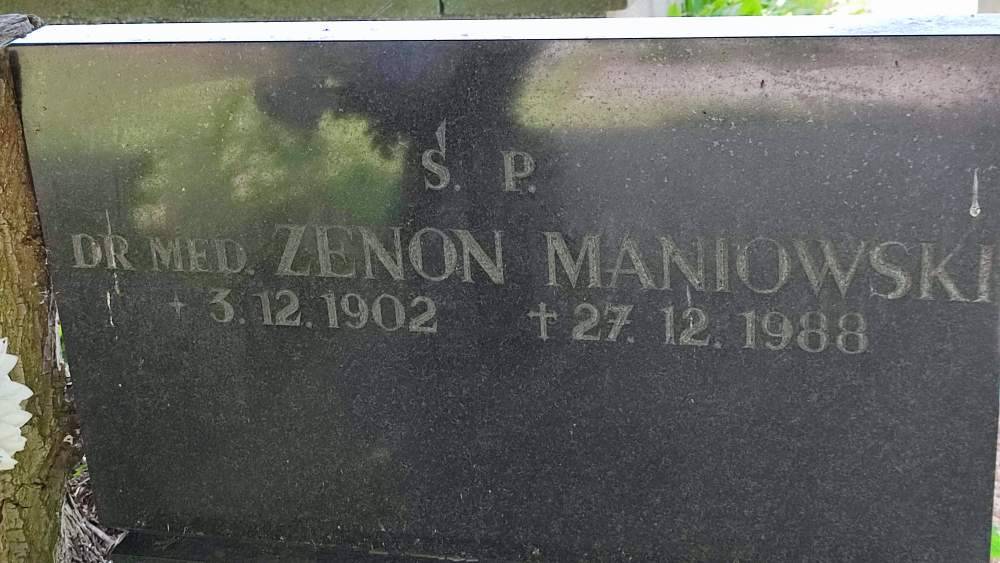 Ś. P.
DR MED. ZENON MANIOWSKI
* 3. 12. 1902 † 27. 12. 1988